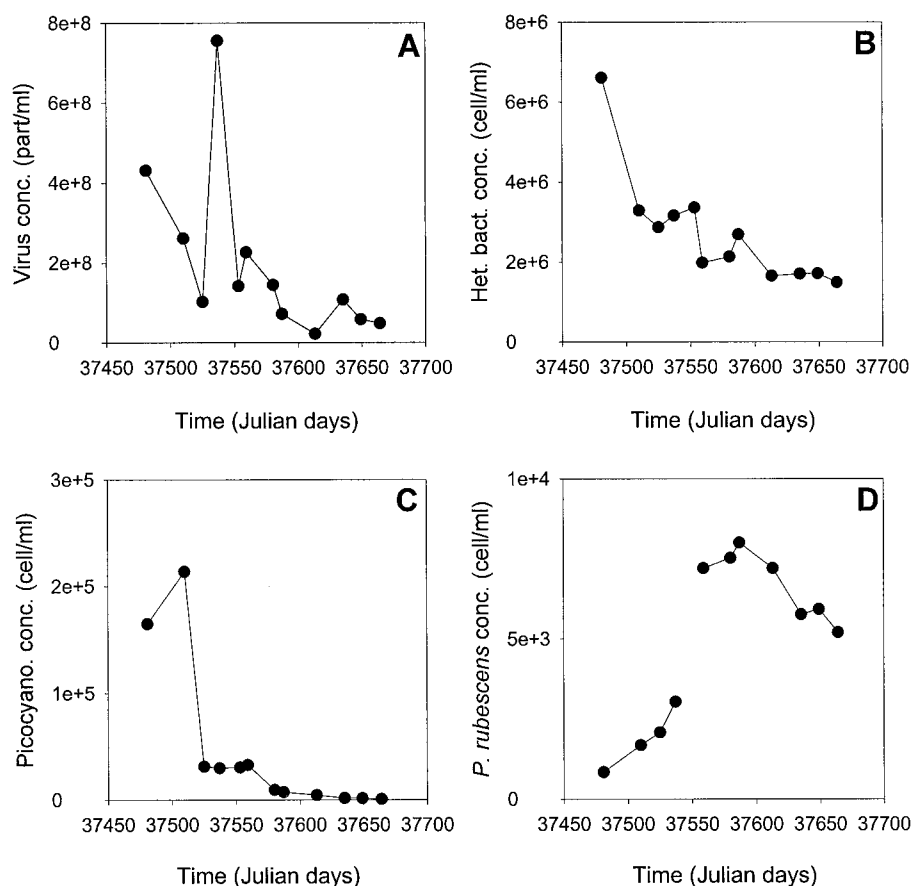 A
Virus conc. (part/ml)
8e+8
6e+8
4e+8
2e+8
0
37450 37500 37550 37600 37650 37700
Time (Julian days)
B
Het. bact. conc. (cell/ml)
8e+6
6e+6
4e+6
2e+6
0
37450 37500 37550 37600 37650 37700
Time (Julian days)
C
Picocyano. conc. (cell/ml)
3e+5
2e+5
1e+5
0
37450 37500 37550 37600 37650 37700
Time (Julian days)
D
P. rubescens conc. (cell/ml)
1e+4
5e+3
0
37450 37500 37550 37600 37650 37700
Time (Julian days)